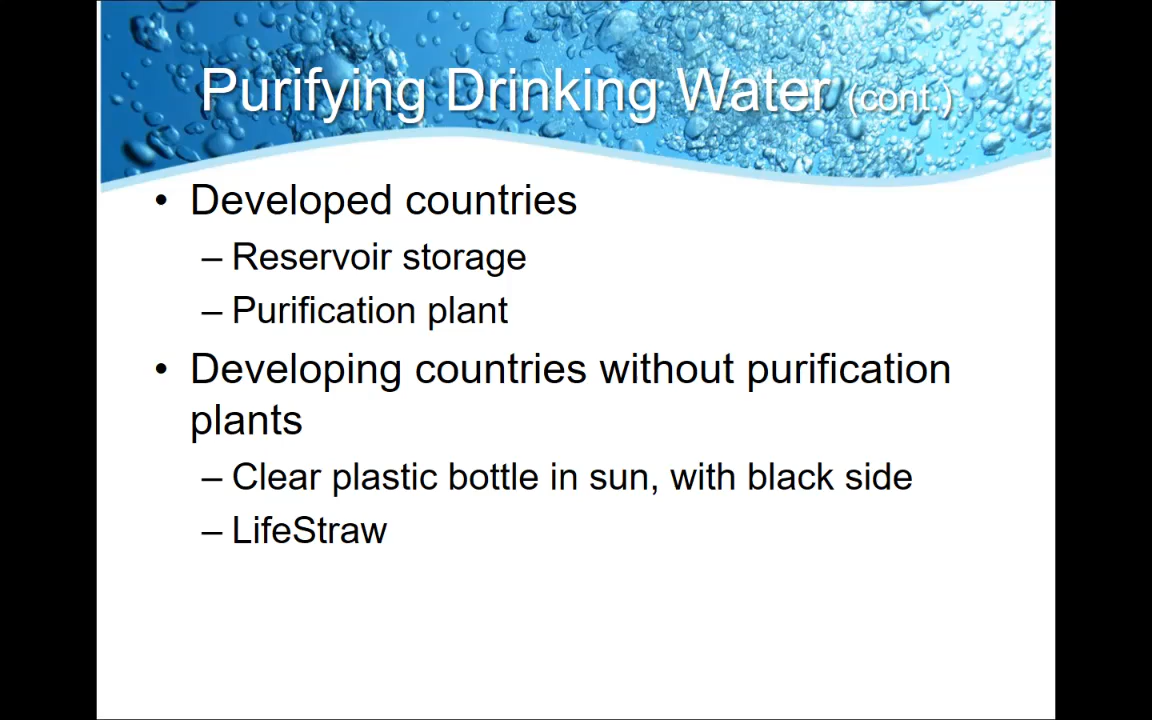 Purifying Drinking Water (cont.)
• Developed countries
– Reservoir storage
– Purification plant
• Developing countries without purification
plants
– Clear plastic bottle in sun, with black side
– LifeStraw